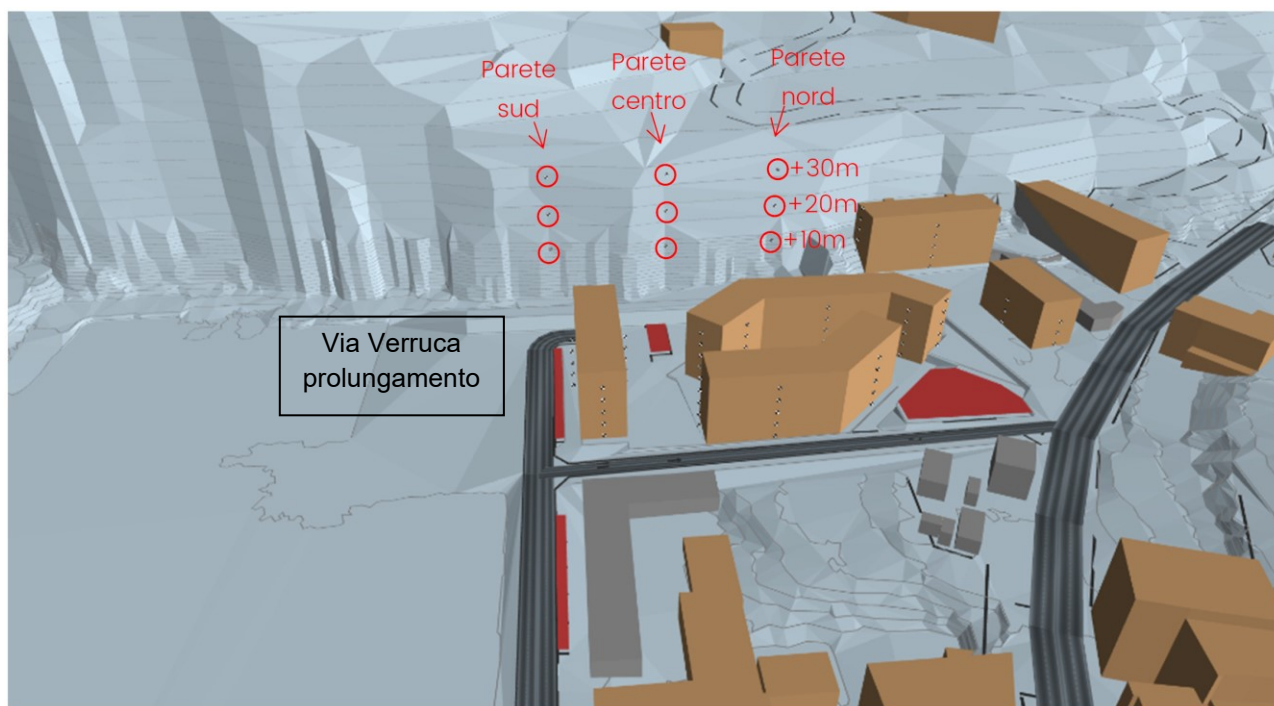 Parete
sud
Parete
centro
Parete
nord
+30m
+20m
+10m
Via Verruca
prolungamento